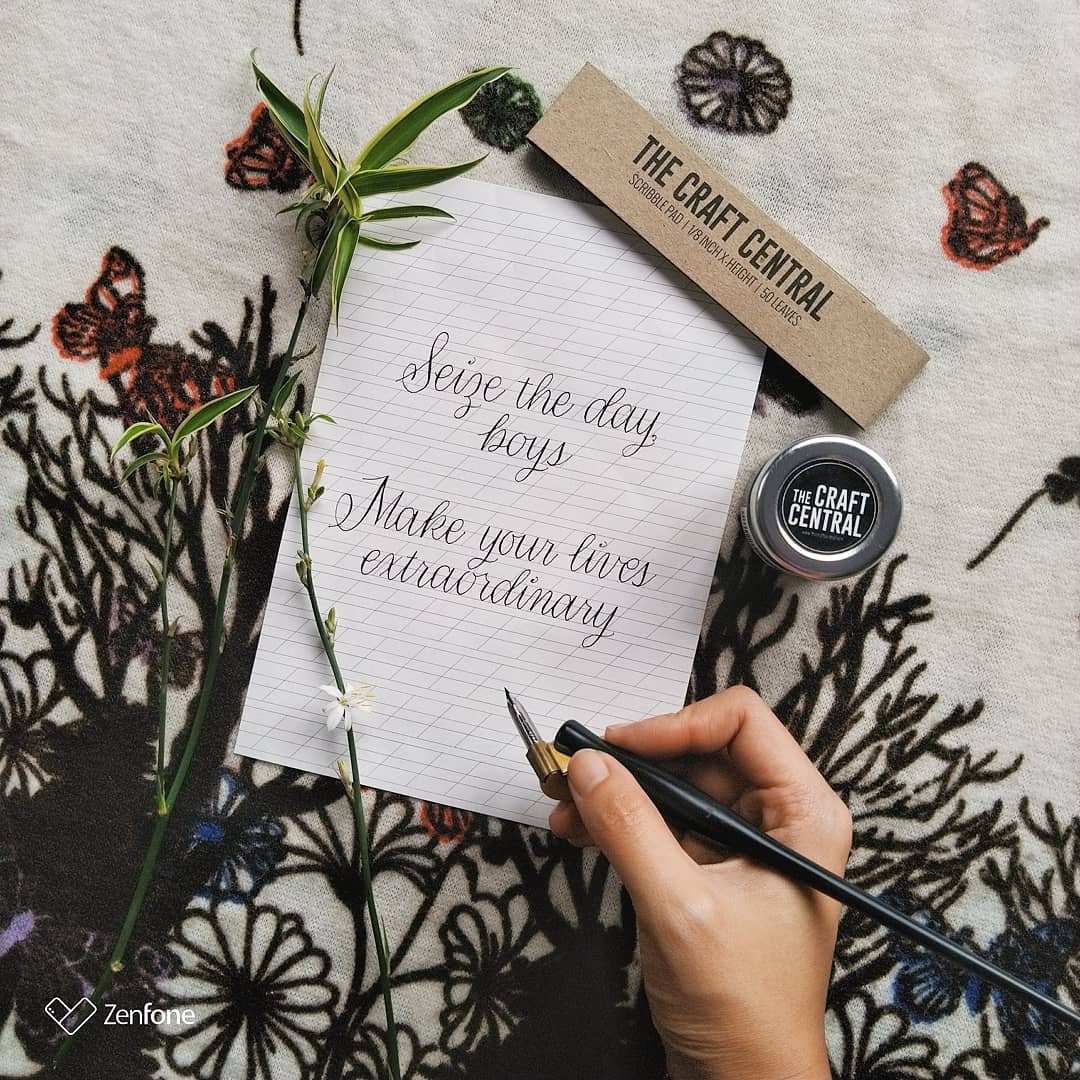 THE CRAFT CENTRAL
SCRIBBLE PAD | 1/8 INCH X-HEIGHT | 50 LEAVES
Seize the day,
boys
Make your lives
extraordinary
THE CRAFT
CENTRAL
Zenfone